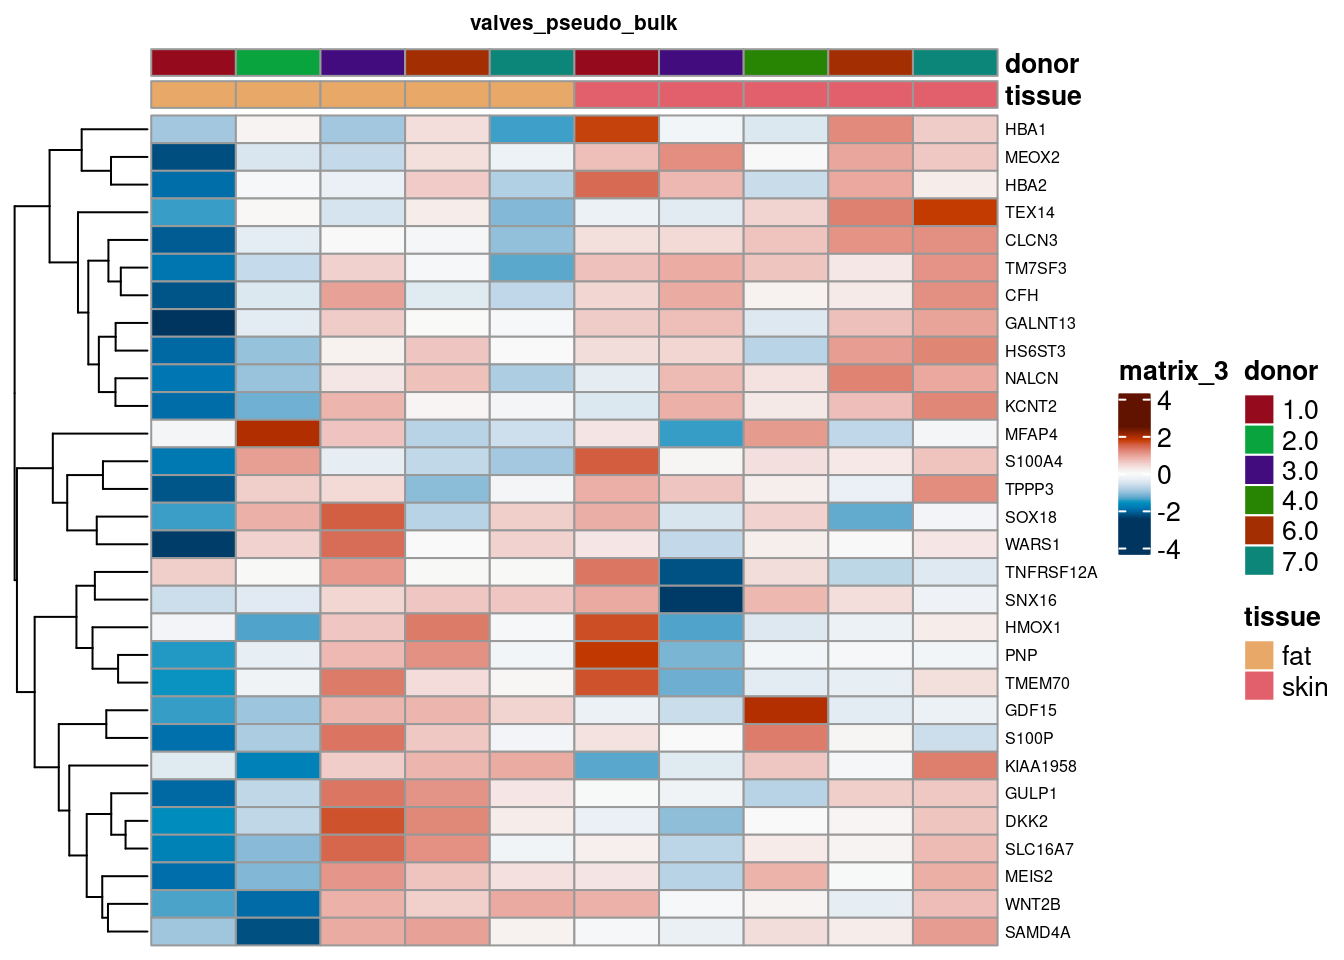 valves_pseudo_bulk
donor
tissue
HBA1
MEOX2
HBA2
TEX14
CLCN3
TM7SF3
CFH
GALNT13
HS6ST3
NALCN
KCNT2
MFAP4
S100A4
TPPP3
SOX18
WARS1
TNFRSF12A
SNX16
HMOX1
PNP
TMEM70
GDF15
S100P
KIAA1958
GULP1
DKK2
SLC16A7
MEIS2
WNT2B
SAMD4A
matrix_3
4
2
0
-2
-4
donor
1.0
2.0
3.0
4.0
6.0
7.0
tissue
fat
skin